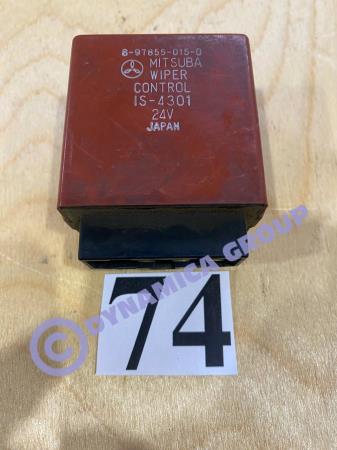 8-97855-015-0
MITSUBA
WIPER
CONTROL
IS-4301
24V
JAPAN
©DYNAMICA GROUP
74